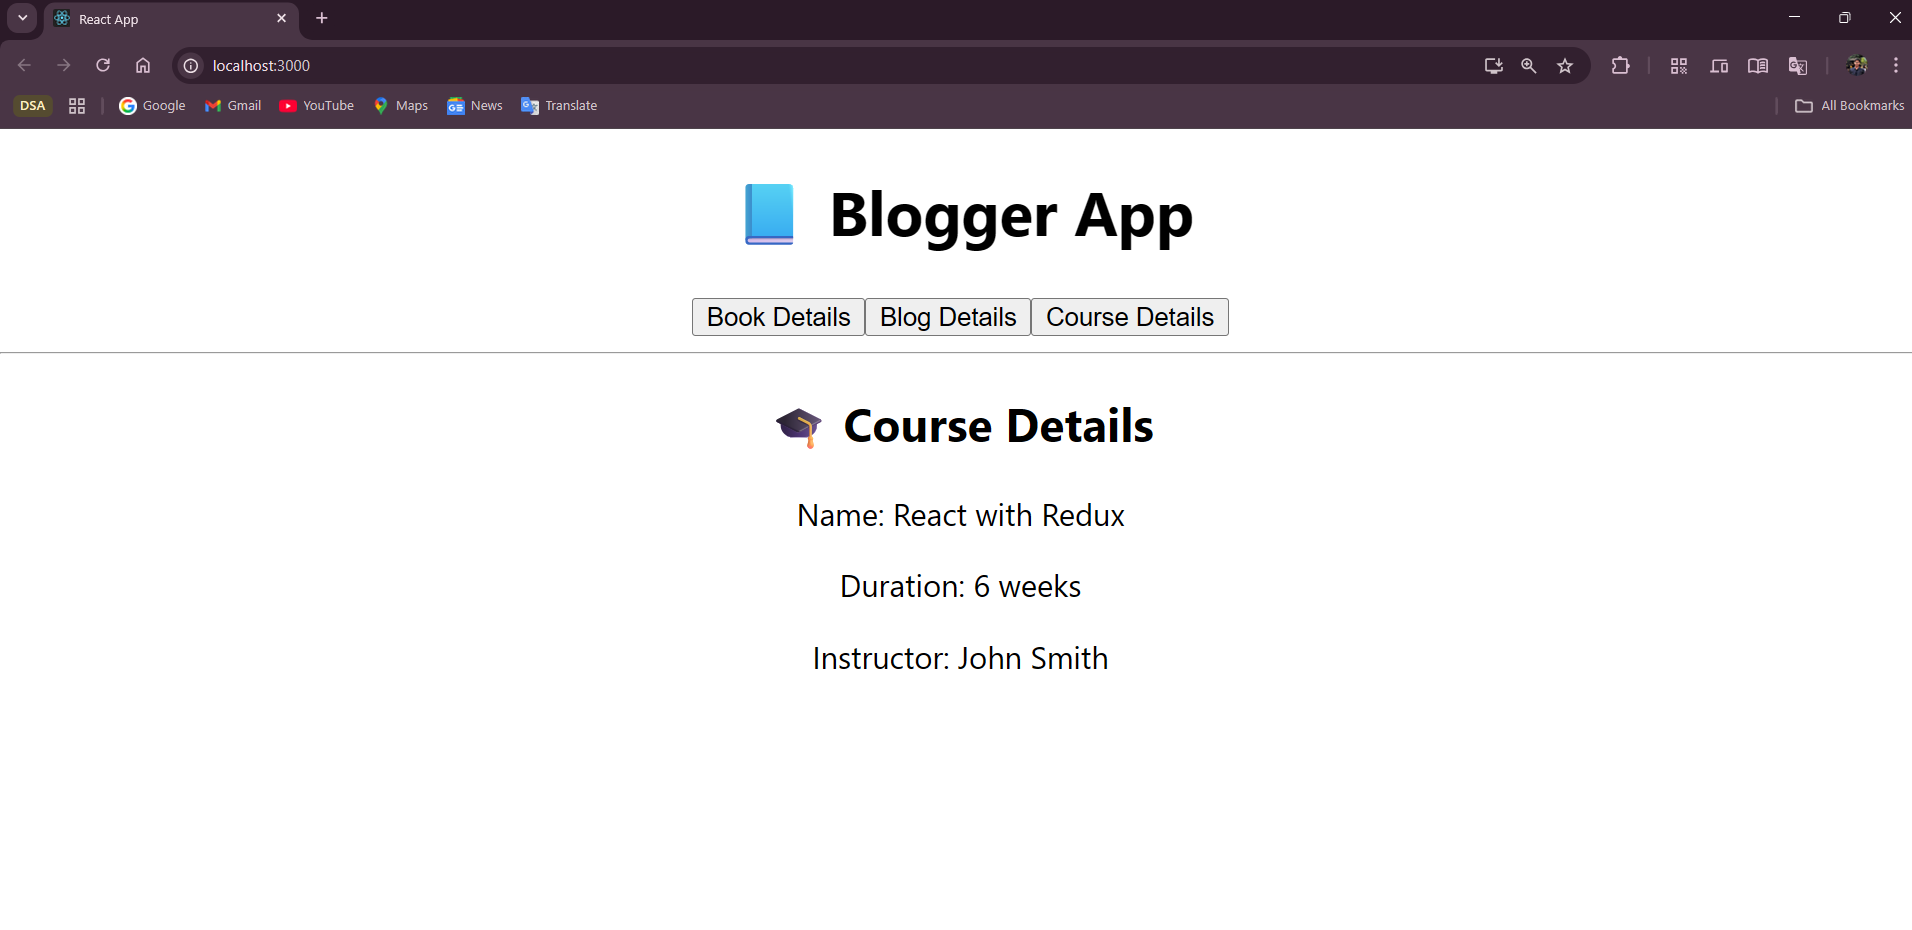 React App
localhost:3000
DSA Google Gmail YouTube Maps News Translate All Bookmarks
Blogger App
Book Details Blog Details Course Details
Course Details
Name: React with Redux
Duration: 6 weeks
Instructor: John Smith